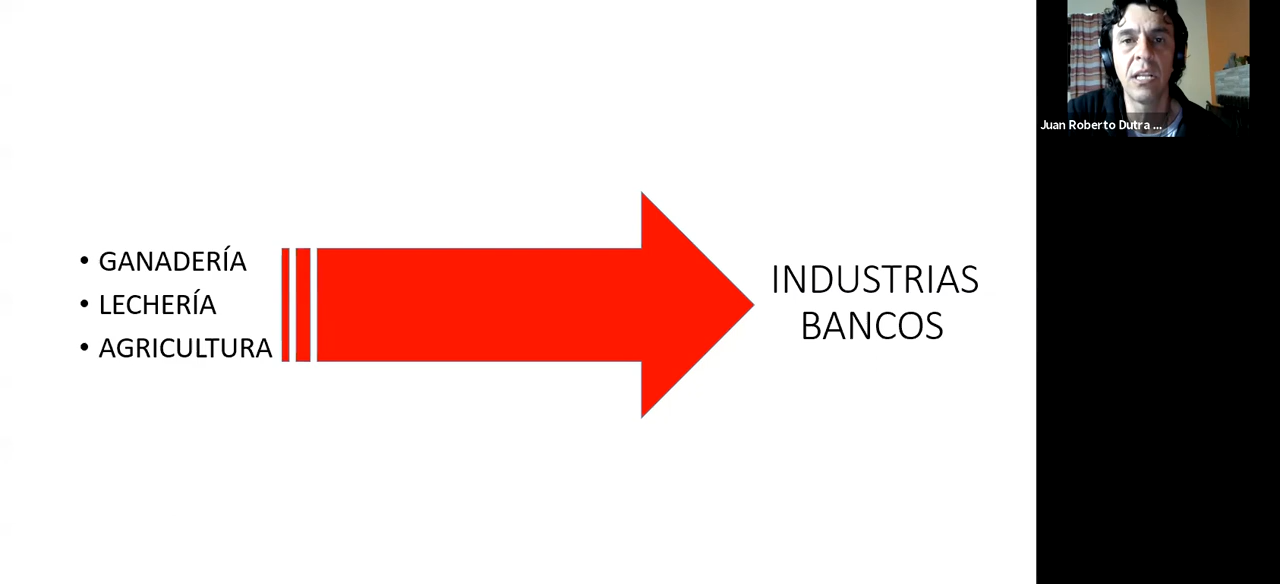 • GANADERÍA
• LECHERÍA
• AGRICULTURA
INDUSTRIAS
BANCOS
Juan Roberto Dutra ...